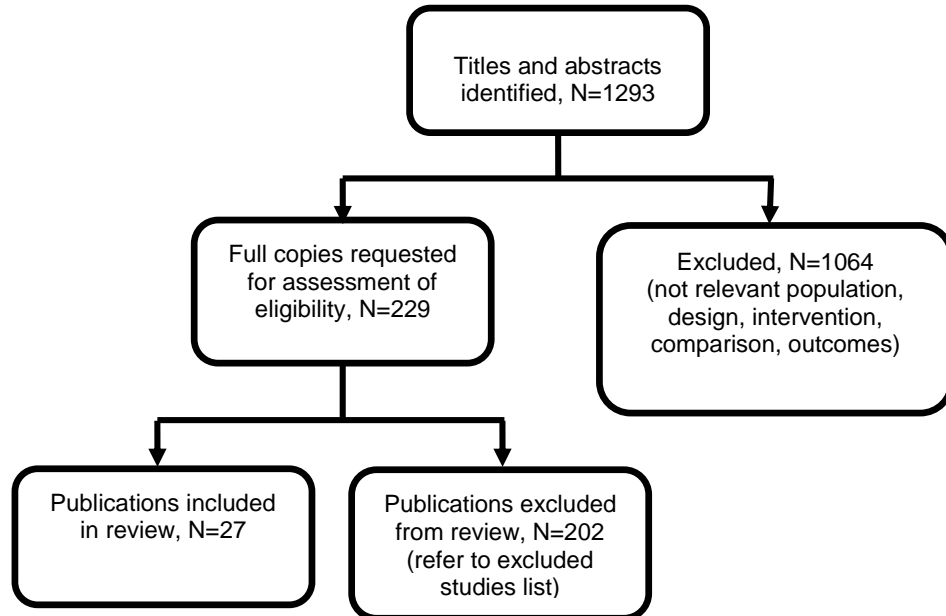 Titles and abstracts
identified, N=1293
Full copies requested
for assessment of
eligibility, N=229
Excluded, N=1064
(not relevant population,
design, intervention,
comparison, outcomes)
Publications included
in review, N=27
Publications excluded
from review, N=202
(refer to excluded
studies list)